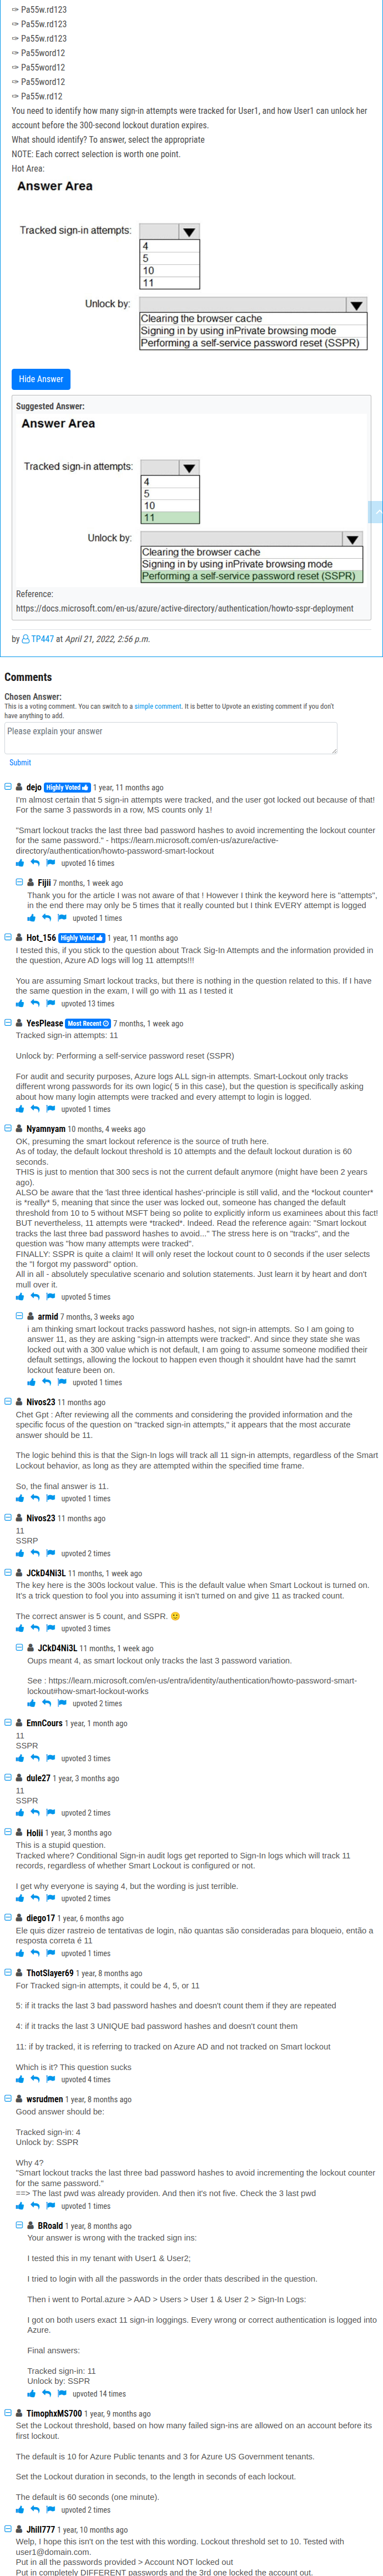 ✑ Pa55w.rd123
✑ Pa55w.rd123
✑ Pa55w.rd123
✑ Pa55word12
✑ Pa55word12
✑ Pa55word12
✑ Pa55w.rd12
You need to identify how many sign-in attempts were tracked for User1, and how User1 can unlock her
account before the 300-second lockout duration expires.
What should identify? To answer, select the appropriate
NOTE: Each correct selection is worth one point.
Hot Area:
Answer Area
Tracked sign-in attempts:
4
5
10
11
Unlock by:
Clearing the browser cache
Signing in by using inPrivate browsing mode
Performing a self-service password reset (SSPR)
Hide Answer
Suggested Answer:
Answer Area
Tracked sign-in attempts:
4
5
10
11
Unlock by:
Clearing the browser cache
Signing in by using inPrivate browsing mode
Performing a self-service password reset (SSPR)
Reference:
https://docs.microsoft.com/en-us/azure/active-directory/authentication/howto-sspr-deployment
by TP447 at April 21, 2022, 2:56 p.m.
Comments
Chosen Answer:
This is a voting comment. You can switch to a simple comment. It is better to Upvote an existing comment if you don't
have anything to add.
Please explain your answer
Submit
dejo Highly Voted 1 year, 11 months ago
I'm almost certain that 5 sign-in attempts were tracked, and the user got locked out because of that!
For the same 3 passwords in a row, MS counts only 1!
"Smart lockout tracks the last three bad password hashes to avoid incrementing the lockout counter
for the same password." - https://learn.microsoft.com/en-us/azure/active-
directory/authentication/howto-password-smart-lockout
upvoted 16 times
Fijii 7 months, 1 week ago
Thank you for the article I was not aware of that ! However I think the keyword here is "attempts",
in the end there may only be 5 times that it really counted but I think EVERY attempt is logged
upvoted 1 times
Hot_156 Highly Voted 1 year, 11 months ago
I tested this, if you stick to the question about Track Sig-In Attempts and the information provided in
the question, Azure AD logs will log 11 attempts!!!
You are assuming Smart lockout tracks, but there is nothing in the question related to this. If I have
the same question in the exam, I will go with 11 as I tested it
upvoted 13 times
YesPlease Most Recent 7 months, 1 week ago
Tracked sign-in attempts: 11
Unlock by: Performing a self-service password reset (SSPR)
For audit and security purposes, Azure logs ALL sign-in attempts. Smart-Lockout only tracks
different wrong passwords for its own logic( 5 in this case), but the question is specifically asking
about how many login attempts were tracked and every attempt to login is logged.
upvoted 1 times
Nyamnyam 10 months, 4 weeks ago
OK, presuming the smart lockout reference is the source of truth here.
As of today, the default lockout threshold is 10 attempts and the default lockout duration is 60
seconds.
THIS is just to mention that 300 secs is not the current default anymore (might have been 2 years
ago).
ALSO be aware that the 'last three identical hashes'-principle is still valid, and the *lockout counter*
is *really* 5, meaning that since the user was locked out, someone has changed the default
threshold from 10 to 5 without MSFT being so polite to explicitly inform us examinees about this fact!
BUT nevertheless, 11 attempts were *tracked*. Indeed. Read the reference again: "Smart lockout
tracks the last three bad password hashes to avoid..." The stress here is on "tracks", and the
question was "how many attempts were tracked".
FINALLY: SSPR is quite a claim! It will only reset the lockout count to 0 seconds if the user selects
the "I forgot my password" option.
All in all - absolutely speculative scenario and solution statements. Just learn it by heart and don't
mull over it.
upvoted 5 times
armid 7 months, 3 weeks ago
i am thinking smart lockout tracks password hashes, not sign-in attempts. So I am going to
answer 11, as they are asking "sign-in attempts were tracked". And since they state she was
locked out with a 300 value which is not default, I am going to assume someone modified their
default settings, allowing the lockout to happen even though it shouldnt have had the samrt
lockout feature been on.
upvoted 1 times
Nivos23 11 months ago
Chet Gpt : After reviewing all the comments and considering the provided information and the
specific focus of the question on "tracked sign-in attempts," it appears that the most accurate
answer should be 11.
The logic behind this is that the Sign-In logs will track all 11 sign-in attempts, regardless of the Smart
Lockout behavior, as long as they are attempted within the specified time frame.
So, the final answer is 11.
upvoted 1 times
Nivos23 11 months ago
11
SSRP
upvoted 2 times
JCkD4Ni3L 11 months, 1 week ago
The key here is the 300s lockout value. This is the default value when Smart Lockout is turned on.
It's a trick question to fool you into assuming it isn't turned on and give 11 as tracked count.
The correct answer is 5 count, and SSPR. 🙂
upvoted 3 times
JCkD4Ni3L 11 months, 1 week ago
Oups meant 4, as smart lockout only tracks the last 3 password variation.
See : https://learn.microsoft.com/en-us/entra/identity/authentication/howto-password-smart-
lockout#how-smart-lockout-works
upvoted 2 times
EmnCours 1 year, 1 month ago
11
SSPR
upvoted 3 times
dule27 1 year, 3 months ago
11
SSPR
upvoted 2 times
Holii 1 year, 3 months ago
This is a stupid question.
Tracked where? Conditional Sign-in audit logs get reported to Sign-In logs which will track 11
records, regardless of whether Smart Lockout is configured or not.
I get why everyone is saying 4, but the wording is just terrible.
upvoted 2 times
diego17 1 year, 6 months ago
Ele quis dizer rastreio de tentativas de login, não quantas são consideradas para bloqueio, então a
resposta correta é 11
upvoted 1 times
ThotSlayer69 1 year, 8 months ago
For Tracked sign-in attempts, it could be 4, 5, or 11
5: if it tracks the last 3 bad password hashes and doesn't count them if they are repeated
4: if it tracks the last 3 UNIQUE bad password hashes and doesn't count them
11: if by tracked, it is referring to tracked on Azure AD and not tracked on Smart lockout
Which is it? This question sucks
upvoted 4 times
wsrudmen 1 year, 8 months ago
Good answer should be:
Tracked sign-in: 4
Unlock by: SSPR
Why 4?
"Smart lockout tracks the last three bad password hashes to avoid incrementing the lockout counter
for the same password."
==> The last pwd was already providen. And then it's not five. Check the 3 last pwd
upvoted 1 times
BRoald 1 year, 8 months ago
Your answer is wrong with the tracked sign ins:
I tested this in my tenant with User1 & User2;
I tried to login with all the passwords in the order thats described in the question.
Then i went to Portal.azure > AAD > Users > User 1 & User 2 > Sign-In Logs:
I got on both users exact 11 sign-in loggings. Every wrong or correct authentication is logged into
Azure.
Final answers:
Tracked sign-in: 11
Unlock by: SSPR
upvoted 14 times
TimophxMS700 1 year, 9 months ago
Set the Lockout threshold, based on how many failed sign-ins are allowed on an account before its
first lockout.
The default is 10 for Azure Public tenants and 3 for Azure US Government tenants.
Set the Lockout duration in seconds, to the length in seconds of each lockout.
The default is 60 seconds (one minute).
upvoted 2 times
Jhill777 1 year, 10 months ago
Welp, I hope this isn't on the test with this wording. Lockout threshold set to 10. Tested with
user1@domain.com.
Put in all the passwords provided > Account NOT locked out
Put in completely DIFFERENT passwords and the 3rd one locked the account out.